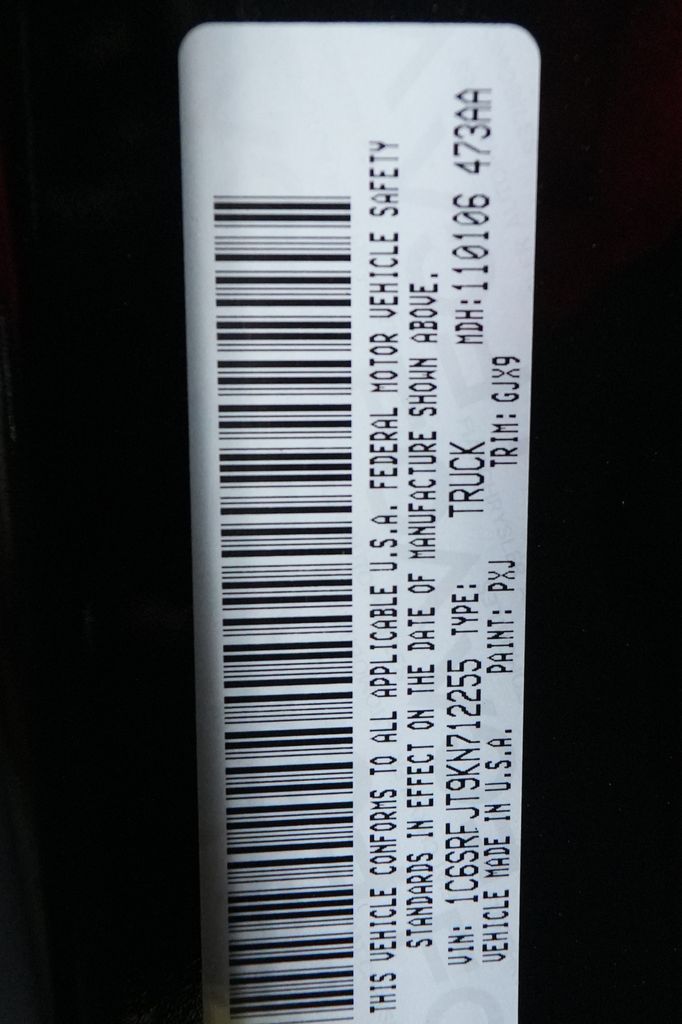 THIS VEHICLE CONFORMS TO ALL APPLICABLE U.S.A. FEDERAL MOTOR VEHICLE SAFETY
STANDARDS IN EFFECT ON THE DATE OF MANUFACTURE SHOWN ABOVE.
VIN: 1C6SRFJT9KN712255 TYPE: TRUCK MDH:110106 473AA
VEHICLE MADE IN U.S.A. PAINT: PXJ TRIM: GJX9